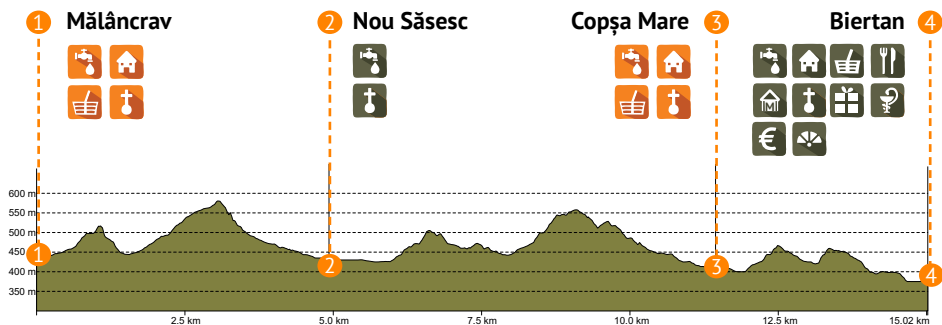 1 Mălâncrav 2 Nou Săsesc Copșa Mare 3 Biertan 4
€
600 m
550 m
500 m
450 m
400 m
350 m
1 2 3 4
2.5 km 5.0 km 7.5 km 10.0 km 12.5 km 15.02 km